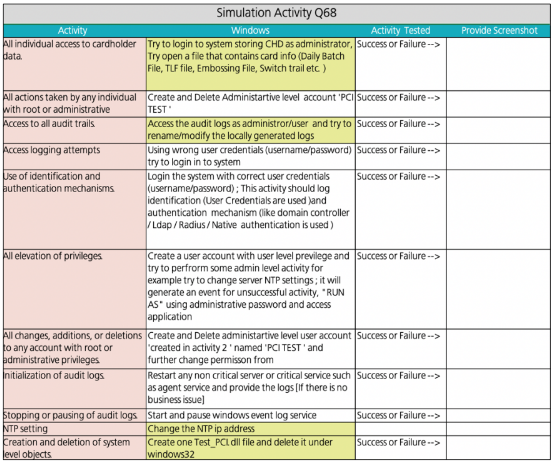 Simulation Activity Q68
Activity Windows Activity Tested Provide Screenshot
All individual access to cardholder data.
Try to login to system storing CHD as administrator,
Try open a file that contains card info (Daily Batch
File, TLF file, Embossing File, Switch trail etc. )
Success or Failure -->
All actions taken by any individual
with root or administrative
Create and Delete Administartive level account 'PCI
TEST '
Success or Failure -->
Access to all audit trails.
Access the audit logs as administror/user and try to
rename/modify the locally generated logs
Success or Failure -->
Access logging attempts
Using wrong user credentials (username/password)
try to login in to system
Success or Failure -->
Use of identification and
authentication mechanisms.
Login the system with correct user credentials
(username/password) ; This activity should log
identification (User Credentials are used )and
authentication mechanism (like domain controller
/ Ldap / Radius / Native authentication is used )
Success or Failure -->
All elevation of privileges.
Create a user account with user level previlege and
try to perfrorm some admin level activity for
example try to change server NTP settings ; it will
generate an event for unsuccessful activity, "RUN
AS" using administrative password and access
application
Success or Failure -->
All changes, additions, or deletions
to any account with root or
administrative privileges.
Create and Delete administartive level user account
'created in activity 2 ' named 'PCI TEST ' and
further change permisson from
Success or Failure -->
Initialization of audit logs.
Restart any non critical server or critical service such
as agent service and provide the logs [If there is no
business issue]
Success or Failure -->
Stopping or pausing of audit logs.
Start and pause windows event log service
Success or Failure -->
NTP setting
Change the NTP ip address
Success or Failure -->
Creation and deletion of system
level objects.
Create one Test_PCI.dll file and delete it under
windows32
Success or Failure -->